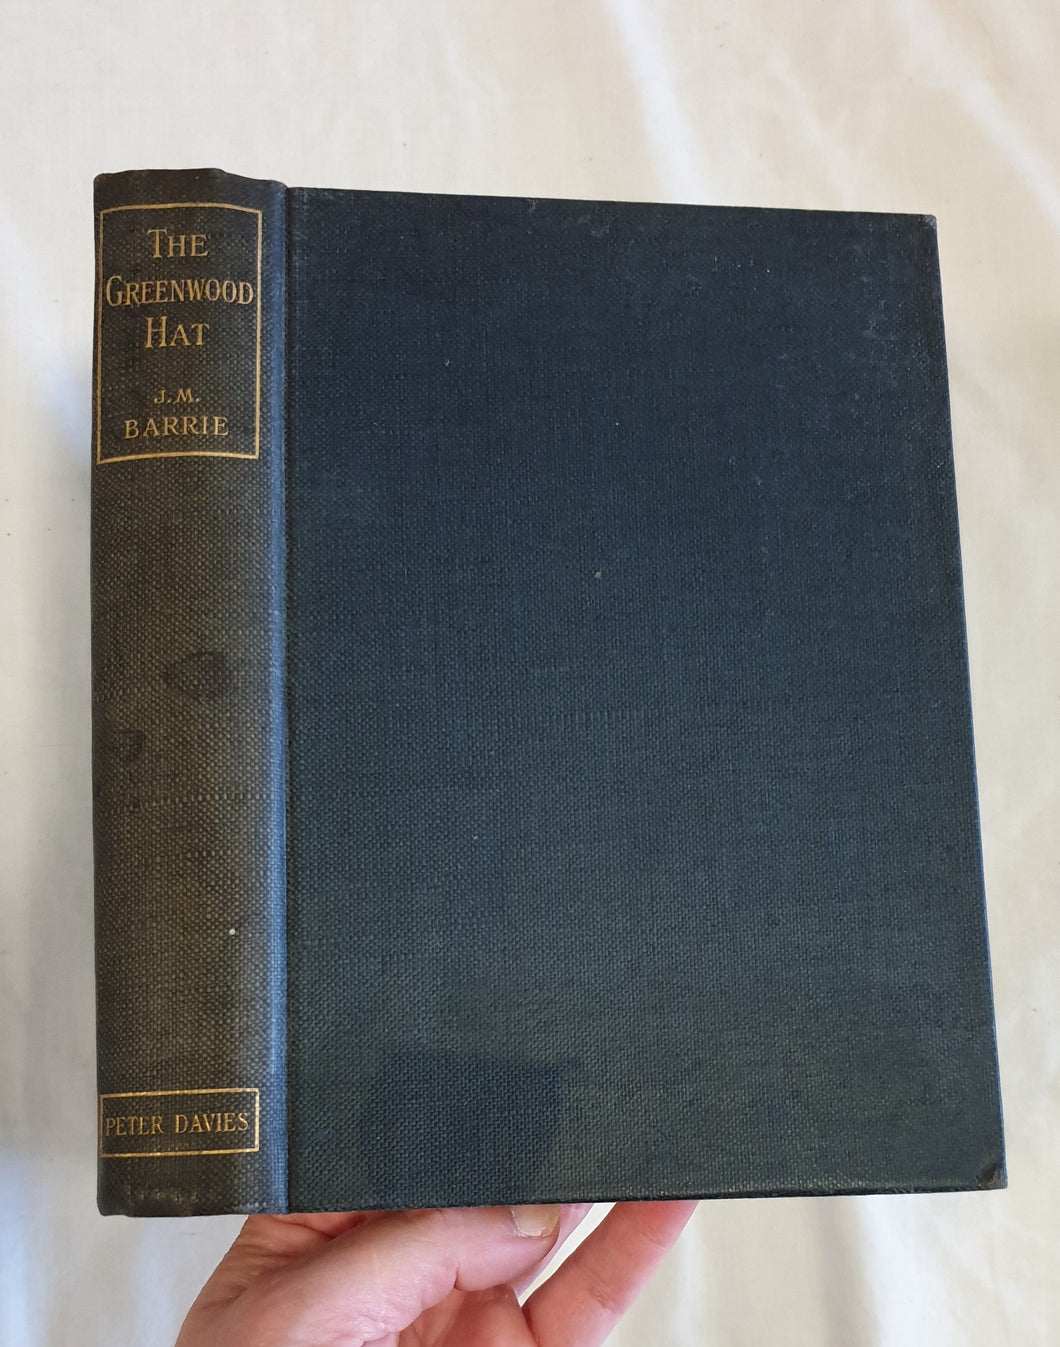 THE
GREENWOOD
HAT
J.M.
BARRIE
PETER DAVIES